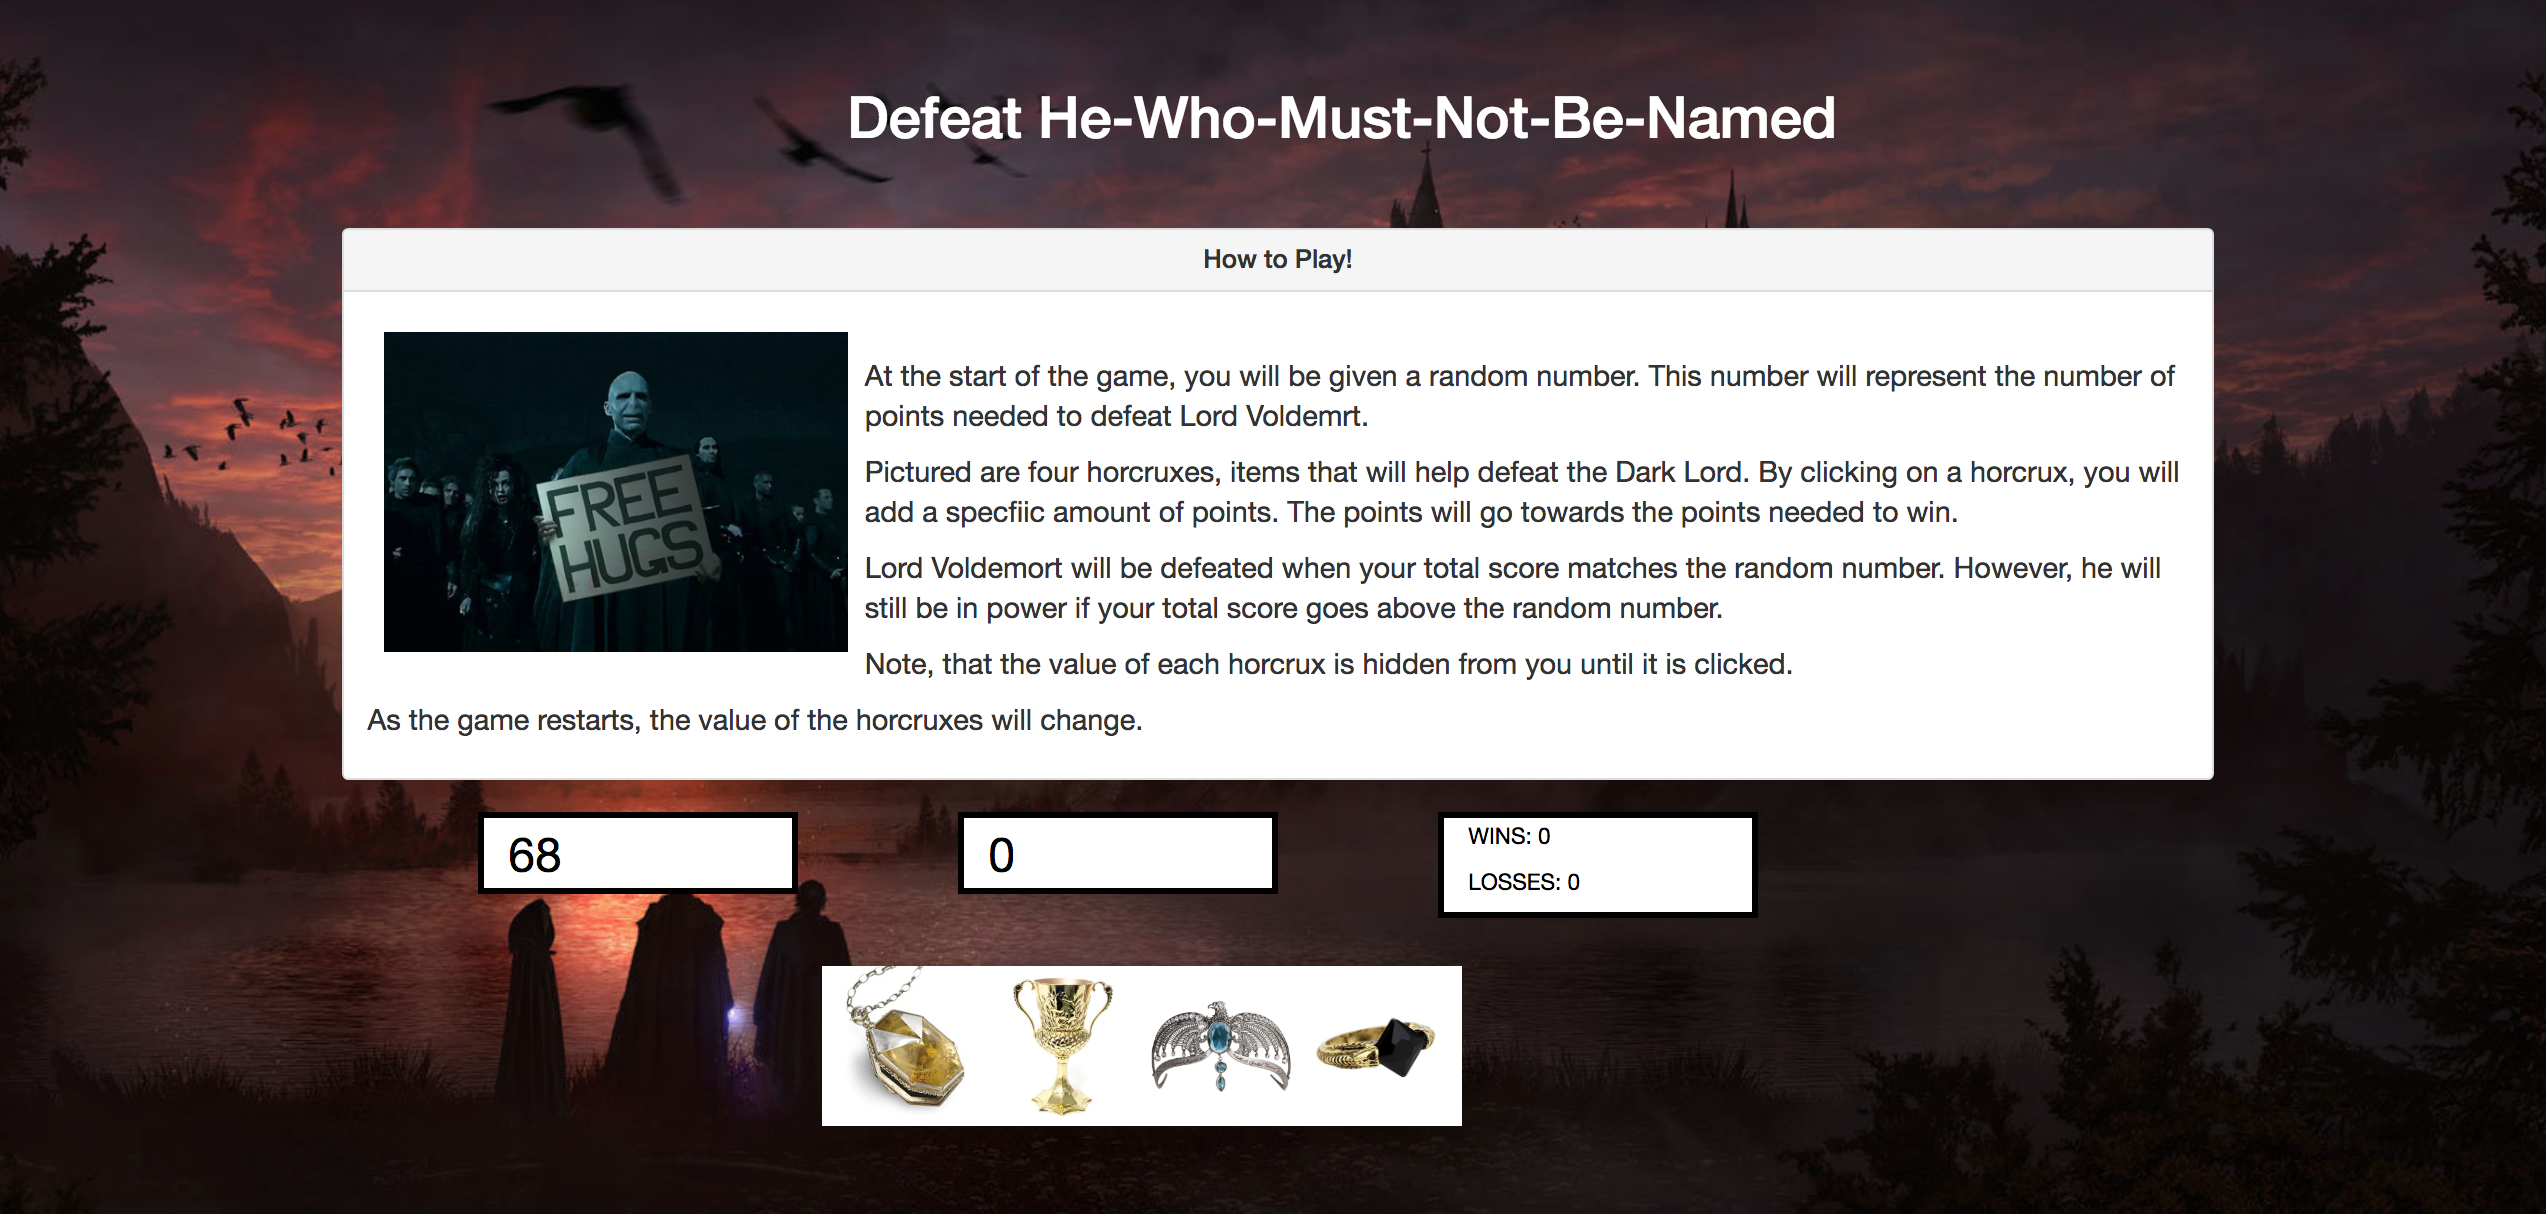 Defeat He-Who-Must-Not-Be-Named
How to Play!
FREE
HUGS
At the start of the game, you will be given a random number. This number will represent the number of
points needed to defeat Lord Voldemrt.
Pictured are four horcruxes, items that will help defeat the Dark Lord. By clicking on a horcrux, you will
add a specfiic amount of points. The points will go towards the points needed to win.
Lord Voldemort will be defeated when your total score matches the random number. However, he will
still be in power if your total score goes above the random number.
Note, that the value of each horcrux is hidden from you until it is clicked.
As the game restarts, the value of the horcruxes will change.
68
0
WINS: 0
LOSSES: 0